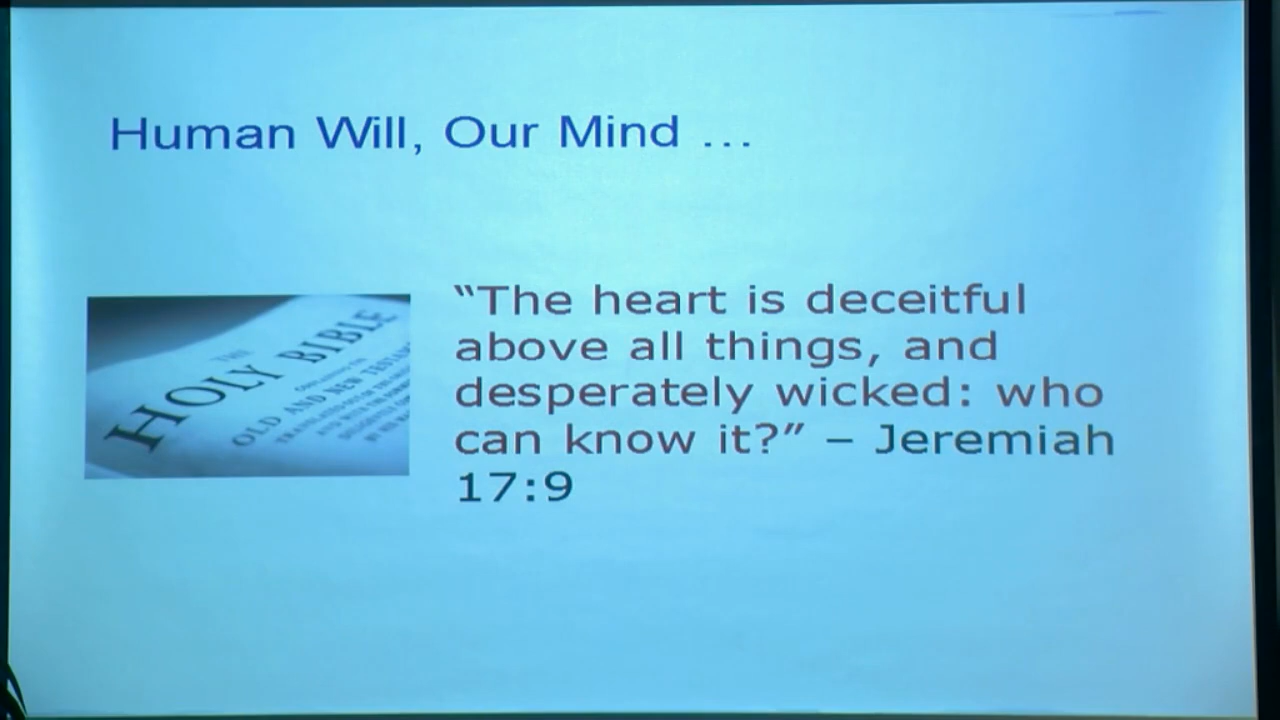 Human Will, Our Mind ...
THE
HOLY BIBLE
OLD AND NEW
“The heart is deceitful
above all things, and
desperately wicked: who
can know it?” – Jeremiah
17:9